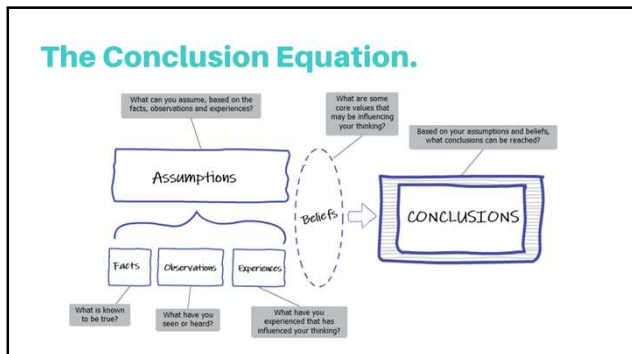 The Conclusion Equation.
What can you assume, based on the
facts, observations and experiences?
What are some
core values that
may be influencing
your thinking?
Based on your assumptions and beliefs,
what conclusions can be reached?
Assumptions
Beliefs
CONCLUSIONS
Facts
Observations
Experiences
What is known
to be true?
What have you
seen or heard?
What have you
experienced that has
influenced your thinking?